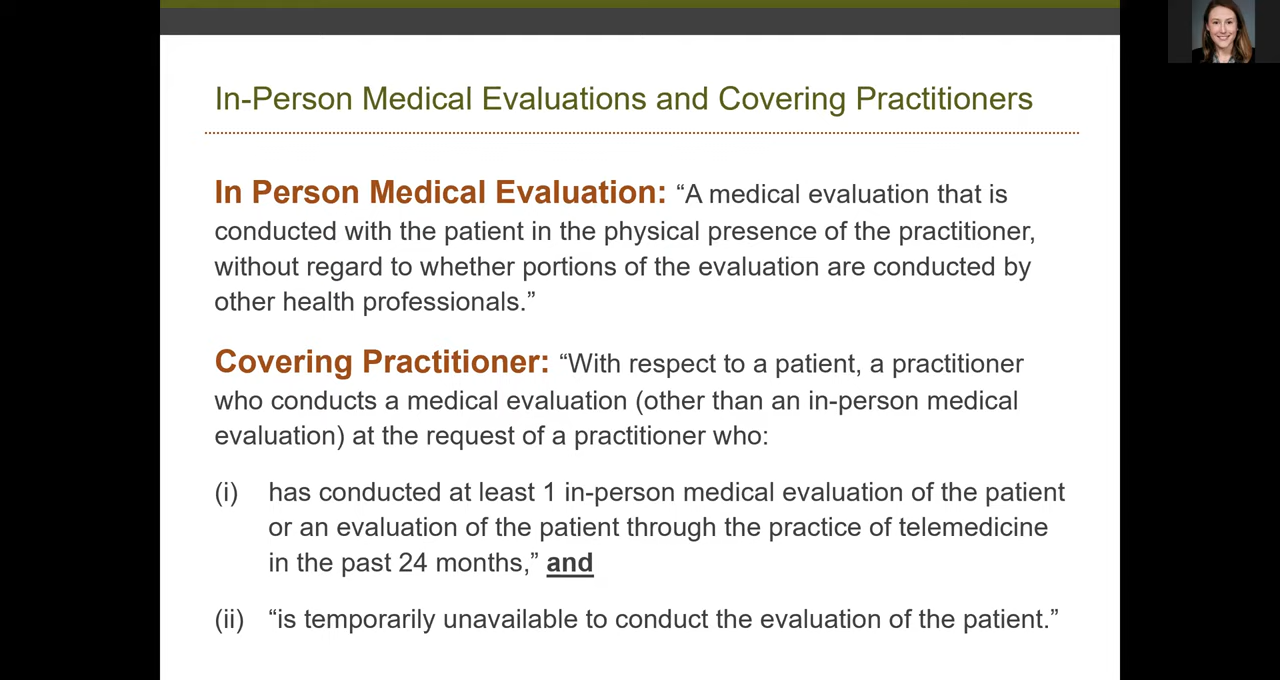 In-Person Medical Evaluations and Covering Practitioners
In Person Medical Evaluation: “A medical evaluation that is
conducted with the patient in the physical presence of the practitioner,
without regard to whether portions of the evaluation are conducted by
other health professionals.”
Covering Practitioner: “With respect to a patient, a practitioner
who conducts a medical evaluation (other than an in-person medical
evaluation) at the request of a practitioner who:
(i) has conducted at least 1 in-person medical evaluation of the patient
or an evaluation of the patient through the practice of telemedicine
in the past 24 months,” and
(ii) “is temporarily unavailable to conduct the evaluation of the patient.”